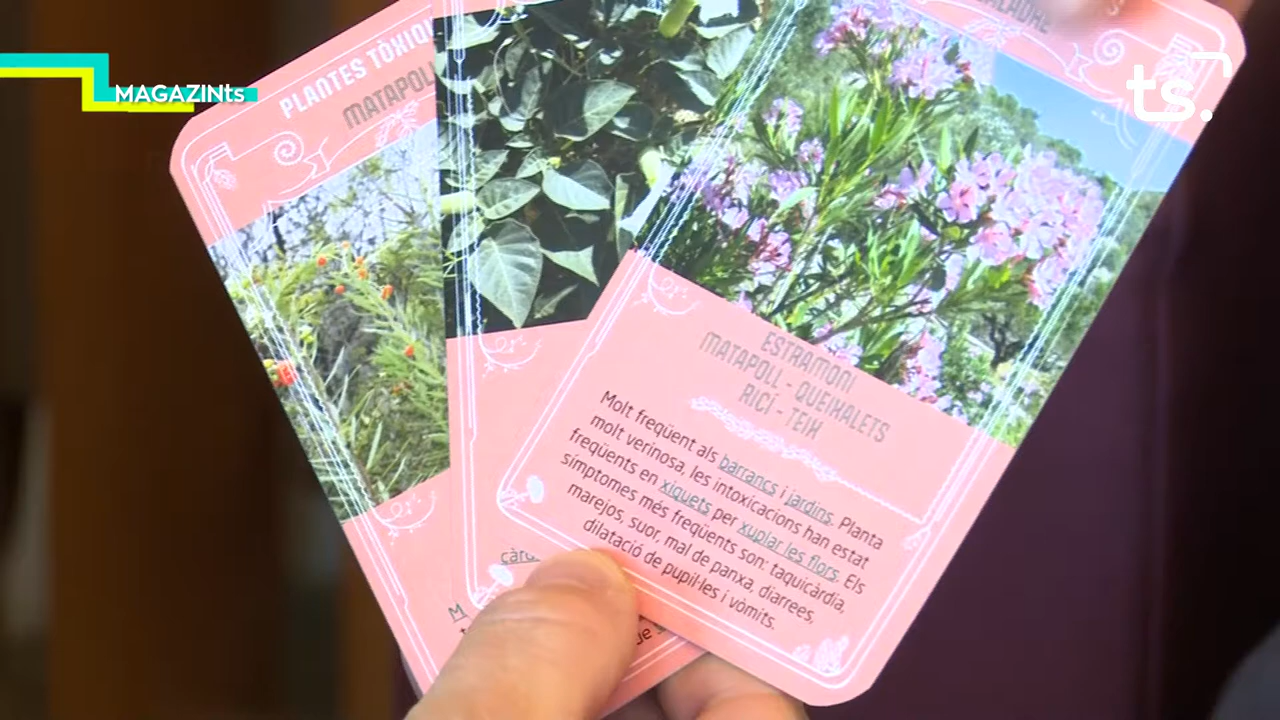 MAGAZINts
ts.
PLANTES TÒXIQU
MATAPOLL
ESTRAMONI
MATAPOLL - QUEIXALETS
RICÍ - TEIX
Molt freqüent als barrancs i jardins. Planta
molt verinosa, les intoxicacions han estat
freqüents en xiquets per xuplar les flors. Els
símptomes més freqüents son: taquicàrdia,
marejos, suor, mal de panxa, diarrees,
dilatació de pupil·les i vòmits.